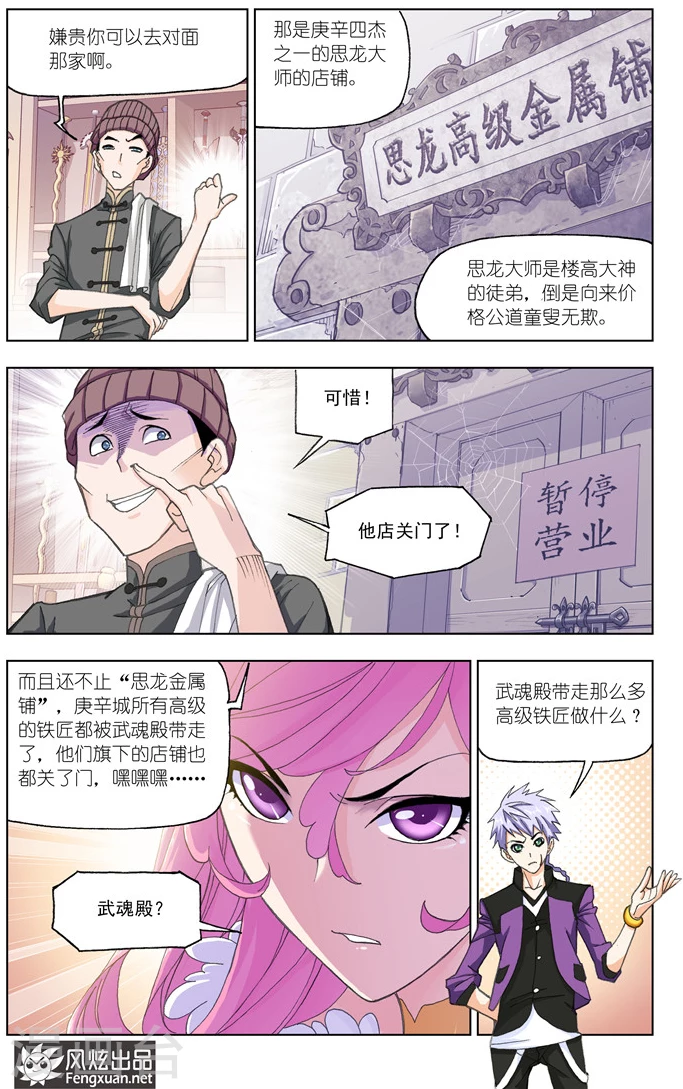 嫌贵你可以去对面
那家啊。
那是庚辛四杰
之一的思龙大
师的店铺。
思龙高级金属铺
思龙大师是楼高大神
的徒弟，倒是向来价
格公道童叟无欺。
可惜！
他店关门了！
暂停
营业
而且还不止“思龙金属
铺”，庚辛城所有高级
的铁匠都被武魂殿带走
了，他们旗下的店铺也
都关了门，嘿嘿嘿……
武魂殿？
武魂殿带走那么多
高级铁匠做什么？
风炫出品
Fengxuan.net